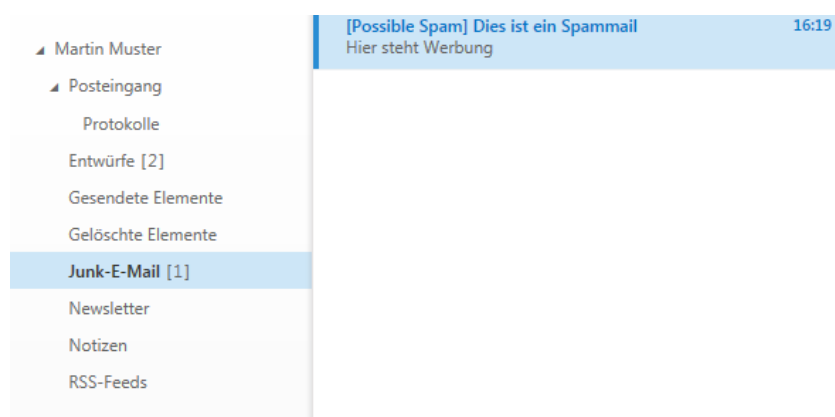 Martin Muster
Posteingang
Protokolle
Entwürfe [2]
Gesendete Elemente
Gelöschte Elemente
Junk-E-Mail [1]
Newsletter
Notizen
RSS-Feeds
[Possible Spam] Dies ist ein Spammail 16:19
Hier steht Werbung